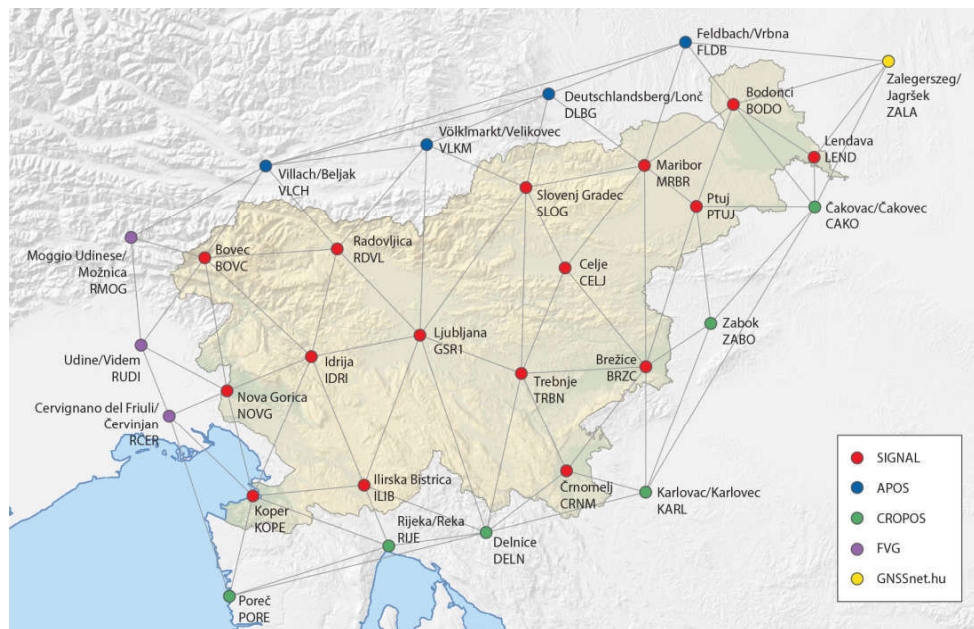 Feldbach/Vrbna
FLDB
Zalegerszeg/
Jagršek
ZALA
Deutschlandsberg/Lonč
DLBG
Bodonci
BODO
Völklmarkt/Velikovec
VLKM
Lendava
LEND
Villach/Beljak
VLCH
Maribor
MRBR
Slovenj Gradec
SLOG
Ptuj
PTUJ
Čakovac/Čakovec
CAKO
Moggio Udinese/
Možnica
RMOG
Bovec
BOVC
Radovljica
RDVL
Celje
CELJ
Ljubljana
GSR1
Zabok
ZABO
Udine/Videm
RUDI
Idrija
IDRI
Brežice
BRZC
Trebnje
TRBN
Nova Gorica
NOVG
Cervignano del Friuli/
Červinjan
RCER
Ilirska Bistrica
ILIB
Črnomelj
CRNM
Karlovac/Karlovec
KARL
Koper
KOPE
Rijeka/Reka
RIJE
Delnice
DELN
Poreč
PORE
SIGNAL
APOS
CROPOS
FVG
GNSSnet.hu